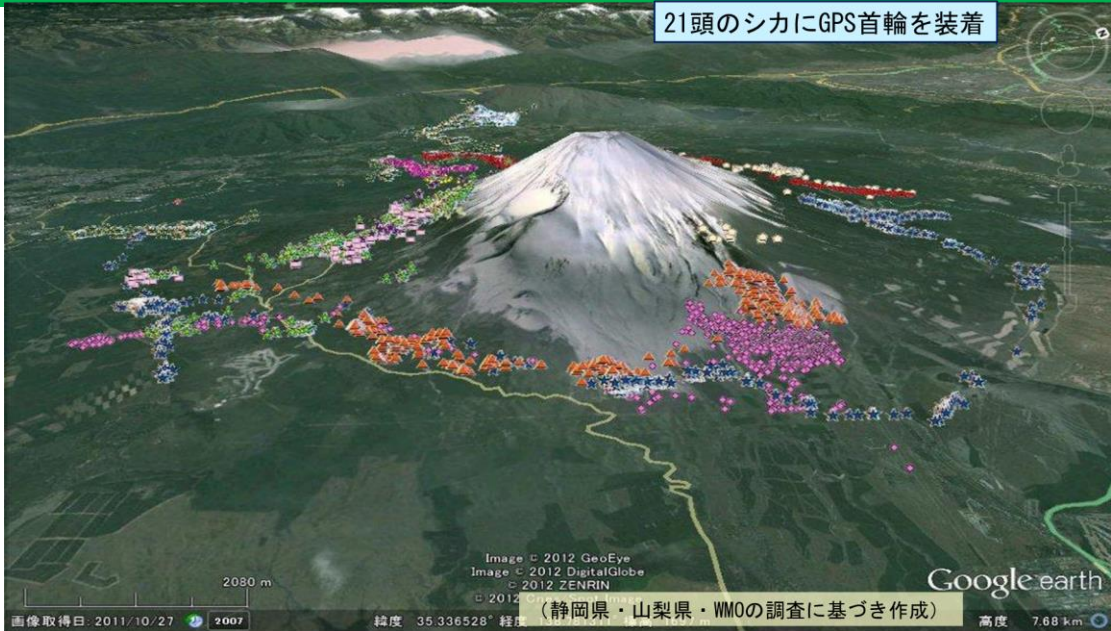 21頭のシカにGPS首輪を装着
Image © 2012 GeoEye
Image © 2012 DigitalGlobe
© 2012 ZENRIN
© 2012
Google earth
2080 m
(静岡県・山梨県・WMOの調査に基づき作成)
画像取得日: 2011/10/27 2007 緯度 35.336528° 経度 高度 7.68 km